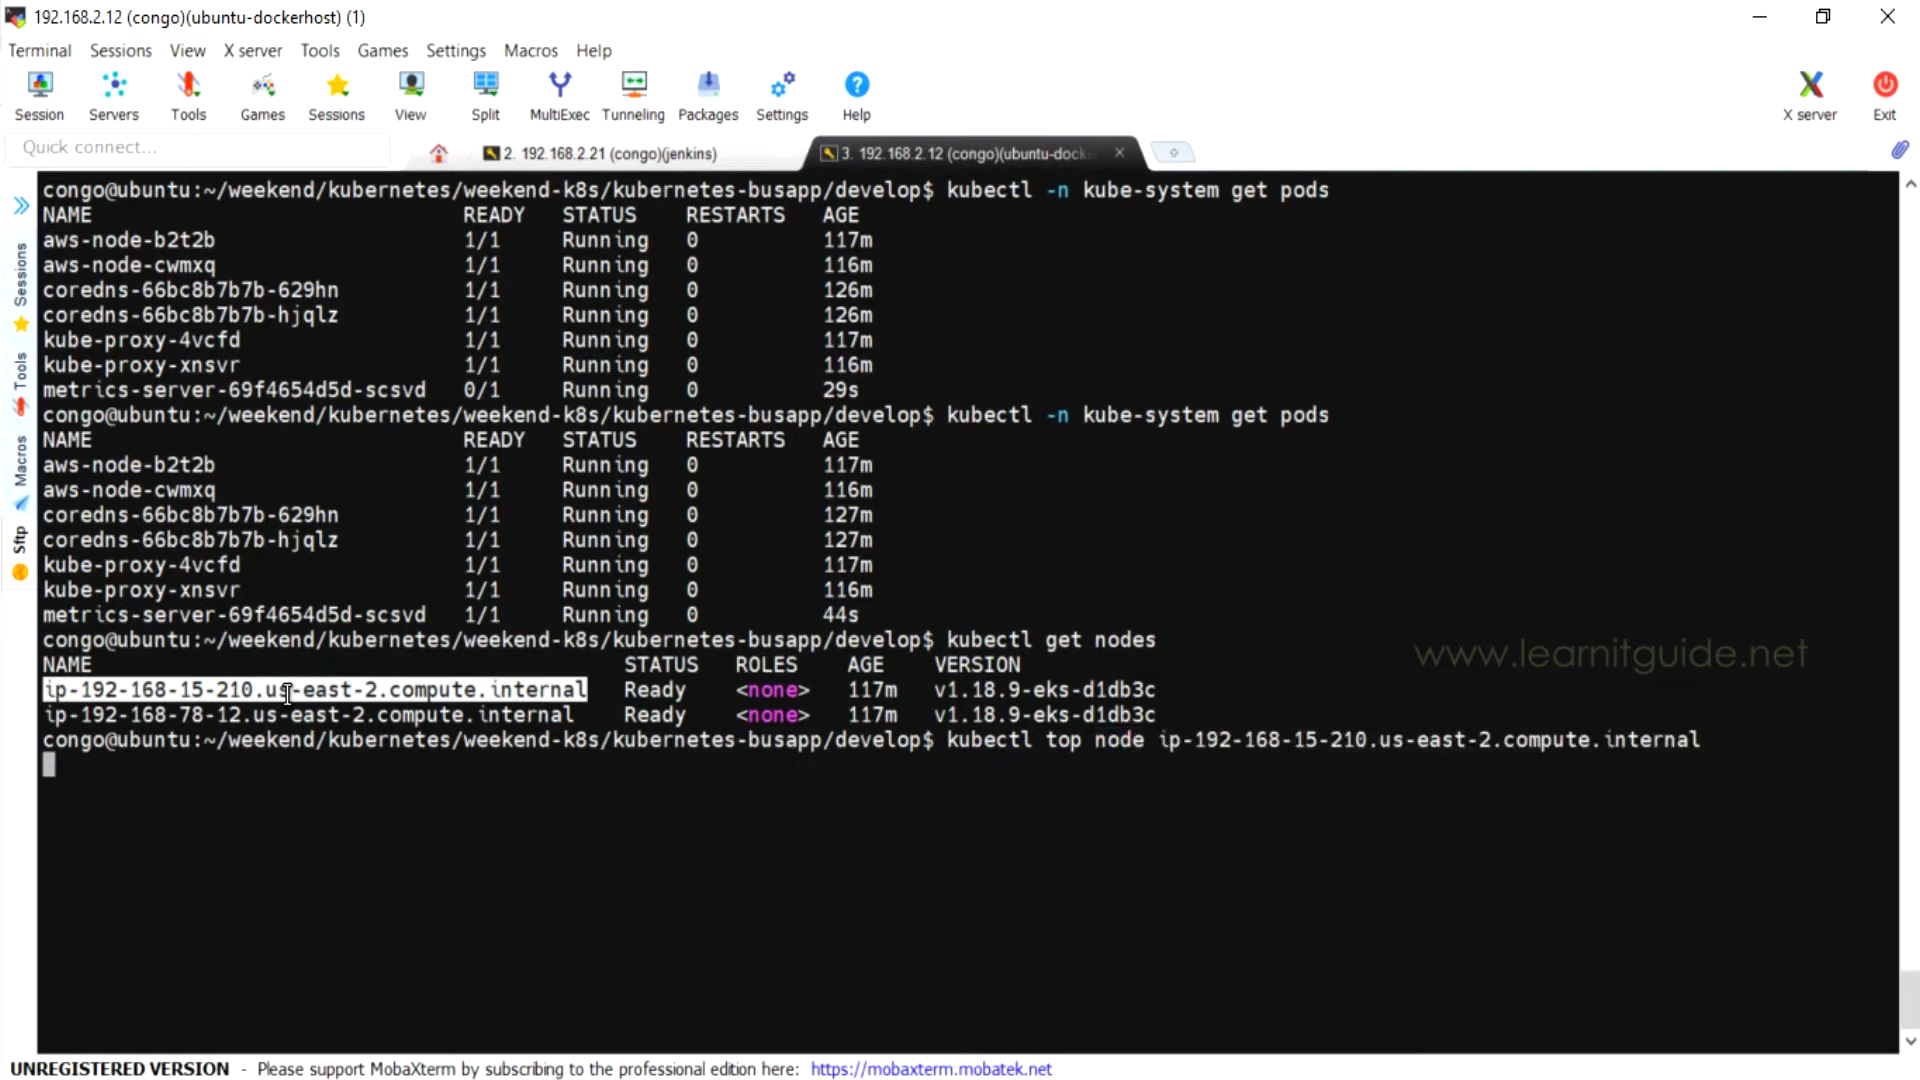 192.168.2.12 (congo)(ubuntu-dockerhost) (1)
Terminal Sessions View X server Tools Games Settings Macros Help
Session Servers Tools Games Sessions View Split MultiExec Tunneling Packages Settings Help X server Exit
Quick connect...
2. 192.168.2.21 (congo)(jenkins)
3. 192.168.2.12 (congo)(ubuntu-dock
Sessions
Tools
Macros
Sftp
congo@ubuntu:~/weekend/kubernetes/weekend-k8s/kubernetes-busapp/develop$ kubectl -n kube-system get pods
NAME READY STATUS RESTARTS AGE
aws-node-b2t2b 1/1 Running 0 117m
aws-node-cwmxq 1/1 Running 0 116m
coredns-66bc8b7b7b-629hn 1/1 Running 0 126m
coredns-66bc8b7b7b-hjqlz 1/1 Running 0 126m
kube-proxy-4vcfd 1/1 Running 0 117m
kube-proxy-xnsvr 1/1 Running 0 116m
metrics-server-69f4654d5d-scsvd 0/1 Running 0 29s
congo@ubuntu:~/weekend/kubernetes/weekend-k8s/kubernetes-busapp/develop$ kubectl -n kube-system get pods
NAME READY STATUS RESTARTS AGE
aws-node-b2t2b 1/1 Running 0 117m
aws-node-cwmxq 1/1 Running 0 116m
coredns-66bc8b7b7b-629hn 1/1 Running 0 127m
coredns-66bc8b7b7b-hjqlz 1/1 Running 0 127m
kube-proxy-4vcfd 1/1 Running 0 117m
kube-proxy-xnsvr 1/1 Running 0 116m
metrics-server-69f4654d5d-scsvd 1/1 Running 0 44s
congo@ubuntu:~/weekend/kubernetes/weekend-k8s/kubernetes-busapp/develop$ kubectl get nodes
NAME STATUS ROLES AGE VERSION
ip-192-168-15-210.us-east-2.compute.internal Ready <none> 117m v1.18.9-eks-d1db3c
ip-192-168-78-12.us-east-2.compute.internal Ready <none> 117m v1.18.9-eks-d1db3c
congo@ubuntu:~/weekend/kubernetes/weekend-k8s/kubernetes-busapp/develop$ kubectl top node ip-192-168-15-210.us-east-2.compute.internal
www.learnitguide.net
UNREGISTERED VERSION - Please support MobaXterm by subscribing to the professional edition here: https://mobaxterm.mobatek.net